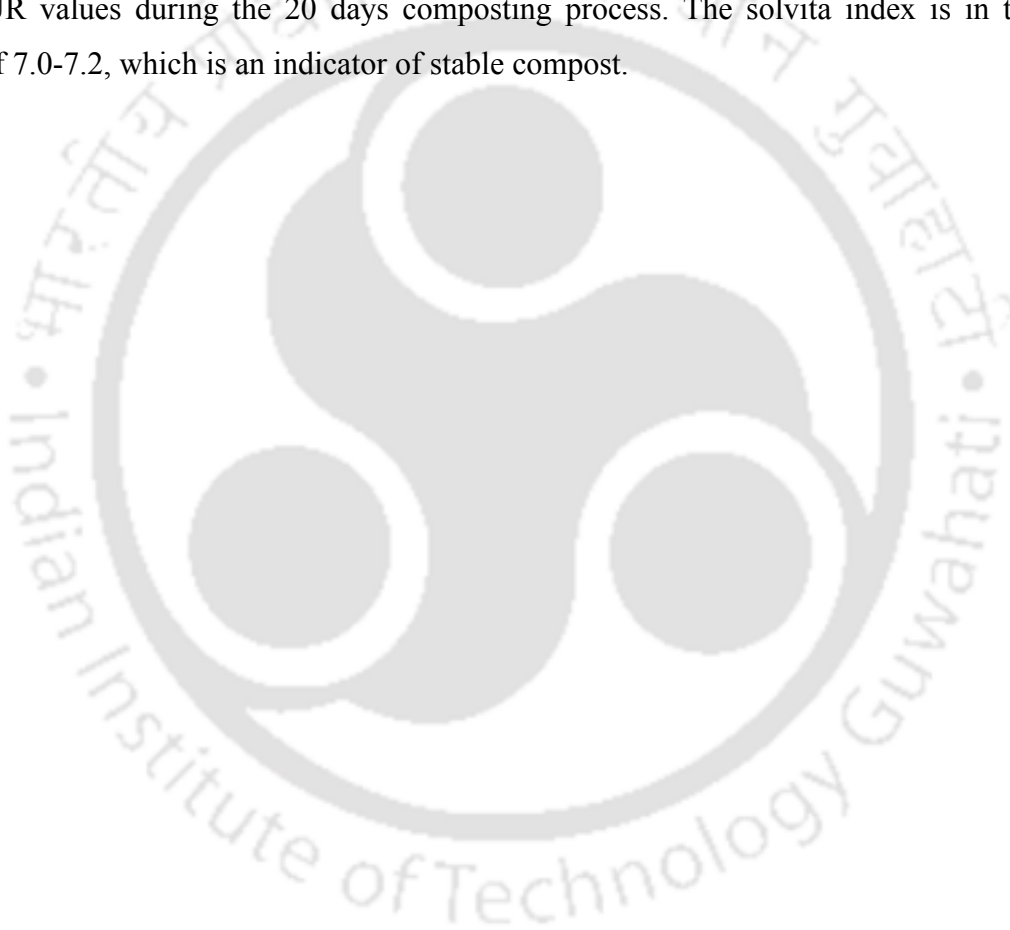 UR values during the 20 days composting process. The solvita index is in t
f 7.0-7.2, which is an indicator of stable compost.
Indian Institute of Technology Guwahati